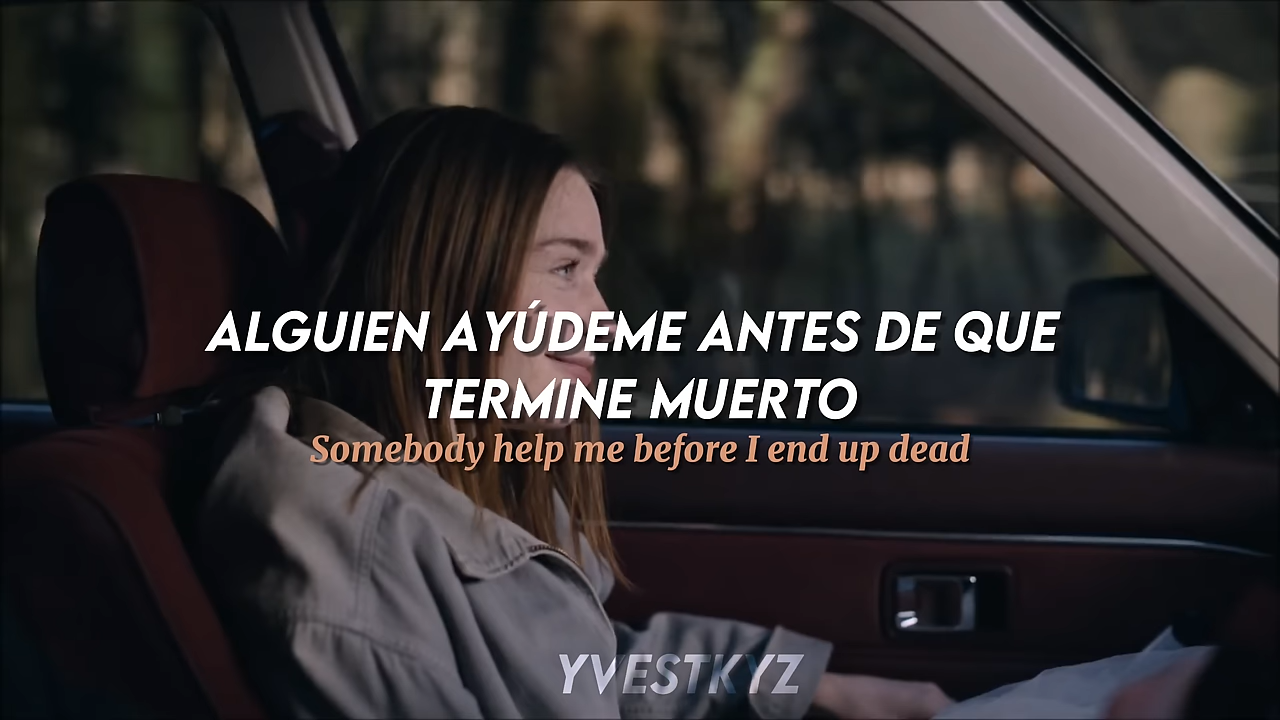 ALGUIEN AYÚDEME ANTES DE QUE
TERMINE MUERTO
Somebody help me before I end up dead
YVESTKYZ